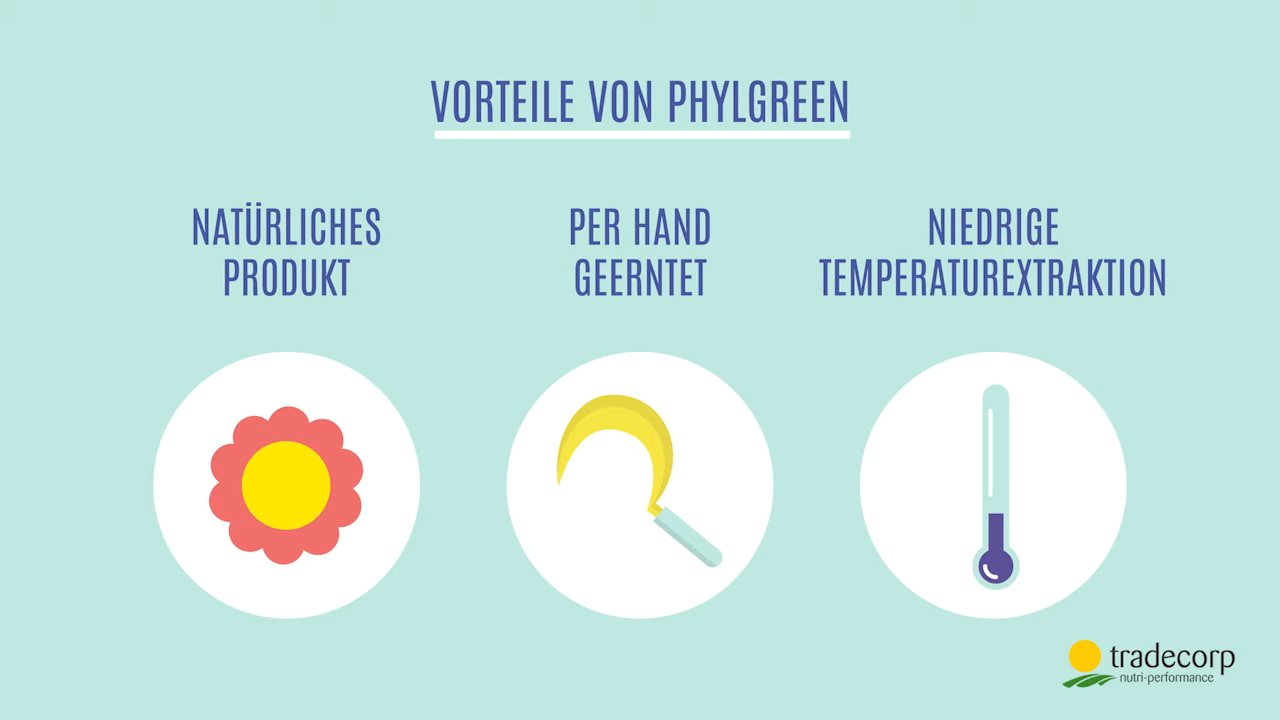 VORTEILE VON PHYLGREEN
NATÜRLICHES
PRODUKT
PER HAND
GEERNTET
NIEDRIGE
TEMPERATUREXTRAKTION
tradecorp
nutri-performance